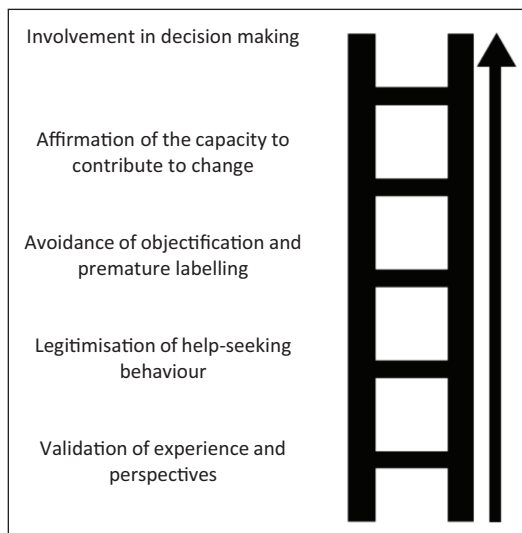 Involvement in decision making
Affirmation of the capacity to
contribute to change
Avoidance of objectification and
premature labelling
Legitimisation of help-seeking
behaviour
Validation of experience and
perspectives